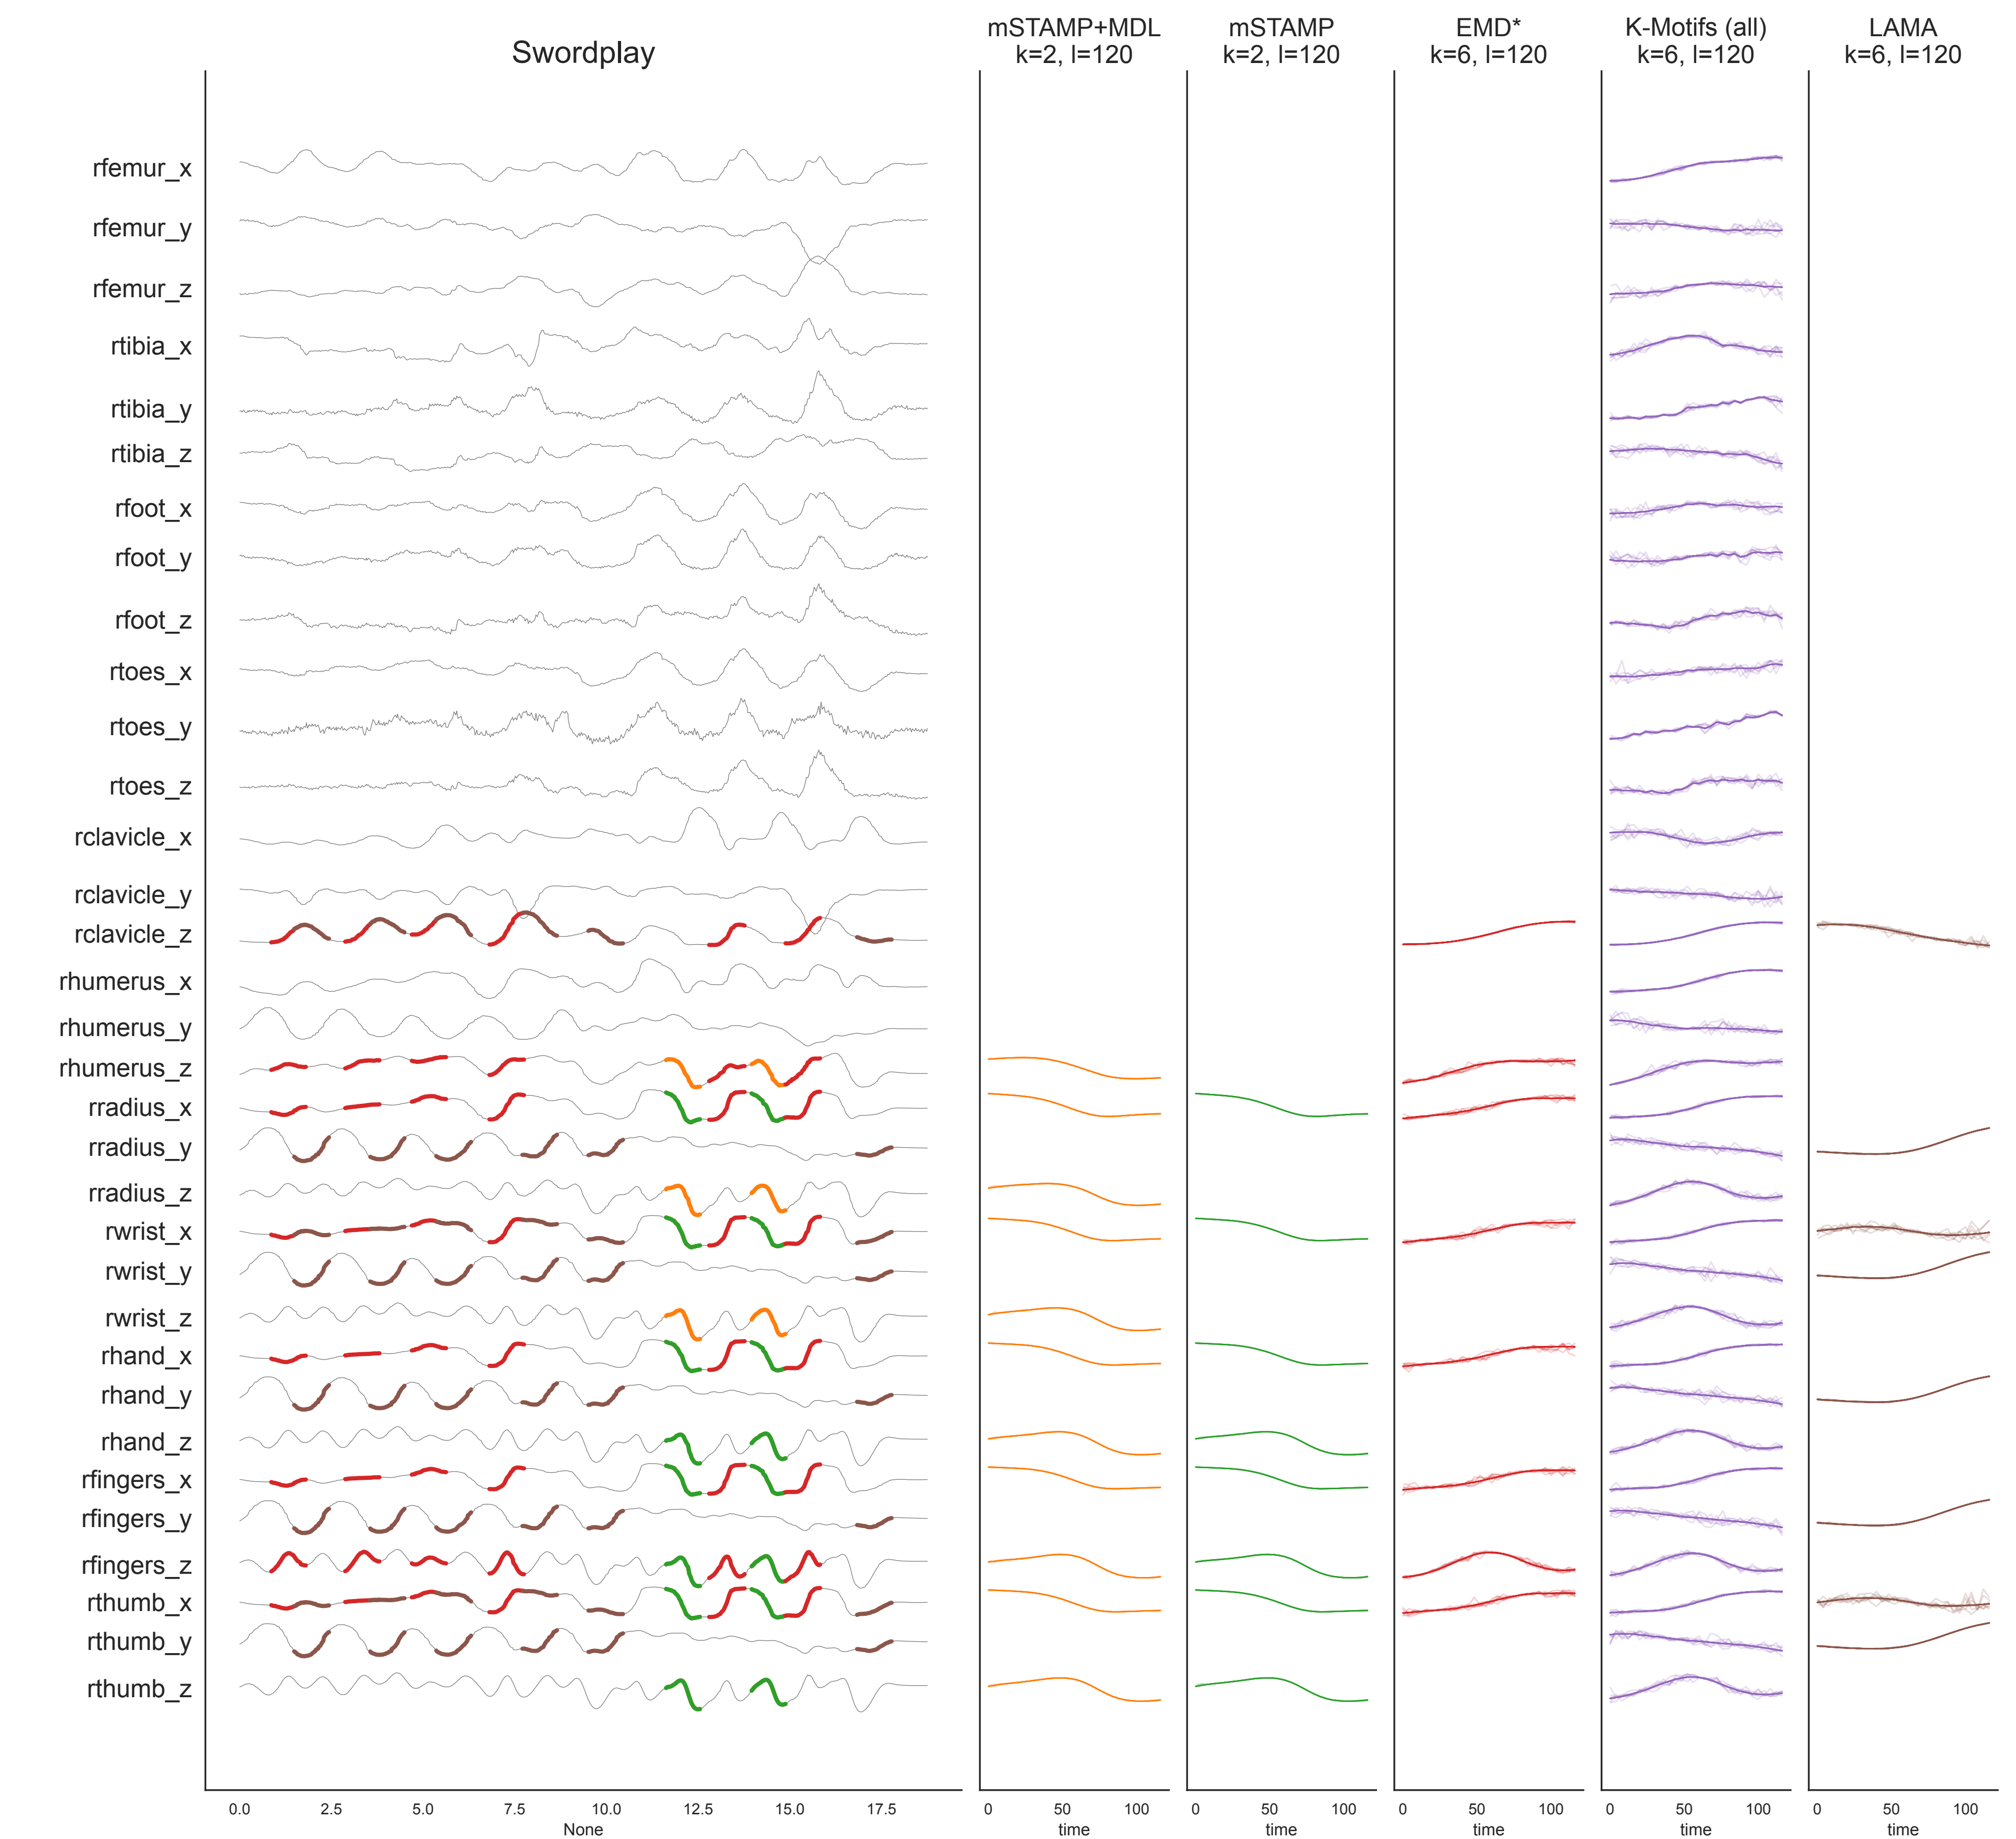 Swordplay
mSTAMP+MDL
k=2, l=120
mSTAMP
k=2, l=120
EMD*
k=6, l=120
K-Motifs (all)
k=6, l=120
LAMA
k=6, l=120
rfemur_x
rfemur_y
rfemur_z
rtibia_x
rtibia_y
rtibia_z
rfoot_x
rfoot_y
rfoot_z
rtoes_x
rtoes_y
rtoes_z
rclavicle_x
rclavicle_y
rclavicle_z
rhumerus_x
rhumerus_y
rhumerus_z
rradius_x
rradius_y
rradius_z
rwrist_x
rwrist_y
rwrist_z
rhand_x
rhand_y
rhand_z
rfingers_x
rfingers_y
rfingers_z
rthumb_x
rthumb_y
rthumb_z
0.0 2.5 5.0 7.5 10.0 12.5 15.0 17.5
None
0 50 100
time
0 50 100
time
0 50 100
time
0 50 100
time
0 50 100
time